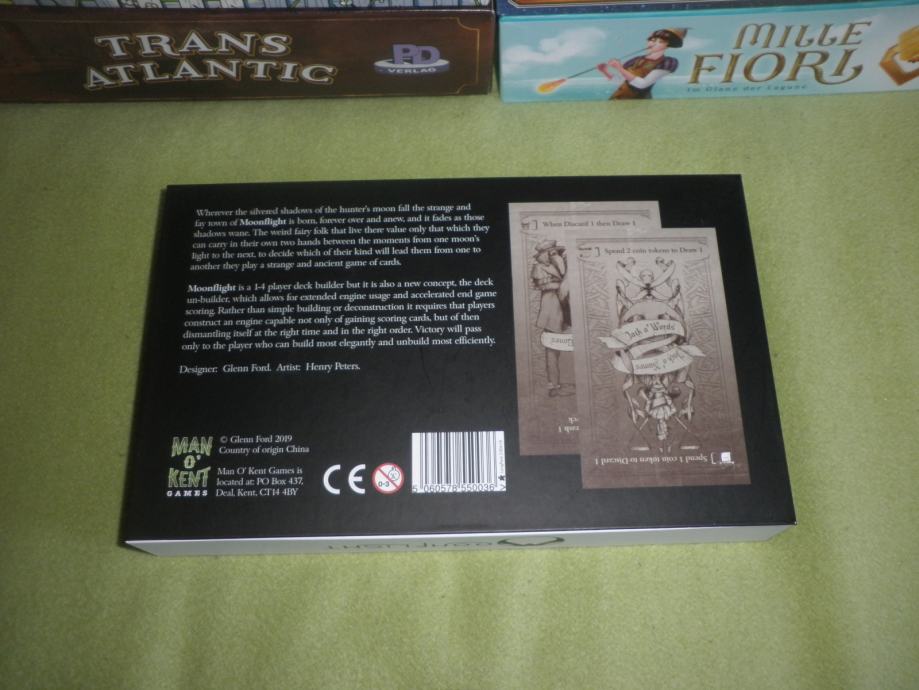 TRANS
ATLANTIC
PD
VERLAG
MILLE
FIORI
Im Glanz der Lagune
Wherever the silvered shadows of the hunter's moon fall the strange and
fay town of Moonflight is born, forever over and anew, and it fades as those
shadows wane. The weird fairy folk that live there value only that which they
can carry in their own two hands between the moments from one moon's
light to the next, to decide which of their kind will lead them from one to
another they play a strange and ancient game of cards.
Moonflight is a 1-4 player deck builder but it is also a new concept, the deck
un-builder, which allows for extended engine usage and accelerated end game
scoring. Rather than simple building or deconstruction it requires that players
construct an engine capable not only of gaining scoring cards, but of then
dismantling itself at the right time and in the right order. Victory will pass
only to the player who can build most elegantly and unbuild most efficiently.
Designer: Glenn Ford. Artist: Henry Peters.
MAN
O'
KENT
GAMES
© Glenn Ford 2019
Country of origin China
Man O' Kent Games is
located at: PO Box 437,
Deal, Kent, CT14 4BY
CE
0-3
5 060578 550036
When Discard 1 then Draw 1
Spend 2 coin tokens to Draw 1
Jack o' Words
Spend 1 coin token to Discard 1
MOONFLIGHT